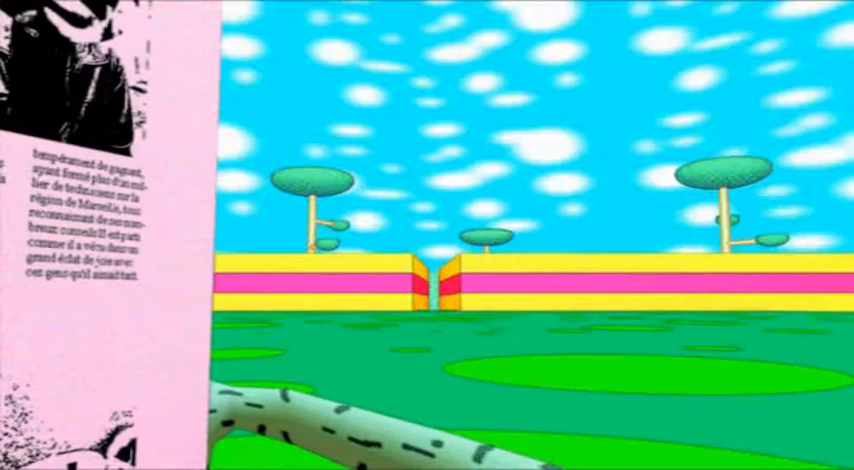 tempérament de gagnant,
ayant formé plus d'un mil-
lier de techniciens sur la
région de Marseille, tous
reconnaissant de ses nom-
breux conseils Il est parti
comme il a vécu dans un
grand éclat de joie avec
ces gens qu'il aimait tant.